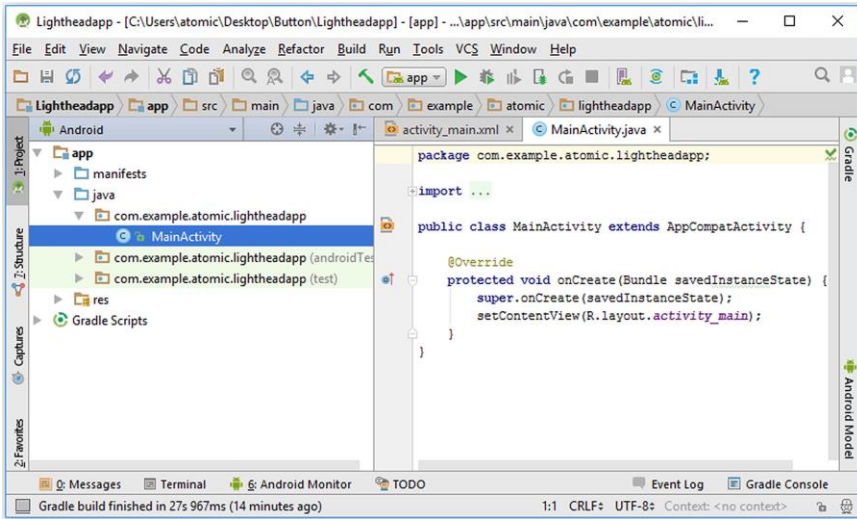 Lightheadapp - [C:\Users\atomic\Desktop\Button\Lightheadapp] - [app] - ...\app\src\main\java\com\example\atomic\li...
File Edit View Navigate Code Analyze Refactor Build Run Tools VCS Window Help
app
Lightheadapp app src main java com example atomic lightheadapp MainActivity
1: Project
7: Structure
Captures
2: Favorites
Android
app
manifests
java
com.example.atomic.lightheadapp
MainActivity
com.example.atomic.lightheadapp (androidTes
com.example.atomic.lightheadapp (test)
res
Gradle Scripts
activity_main.xml MainActivity.java
package com.example.atomic.lightheadapp;
import ...
public class MainActivity extends AppCompatActivity {
@Override
protected void onCreate(Bundle savedInstanceState) {
super.onCreate(savedInstanceState);
setContentView(R.layout.activity_main);
}
}
Gradle
Android Model
0: Messages Terminal 6: Android Monitor TODO Event Log Gradle Console
Gradle build finished in 27s 967ms (14 minutes ago) 1:1 CRLF UTF-8 Context: <no context>